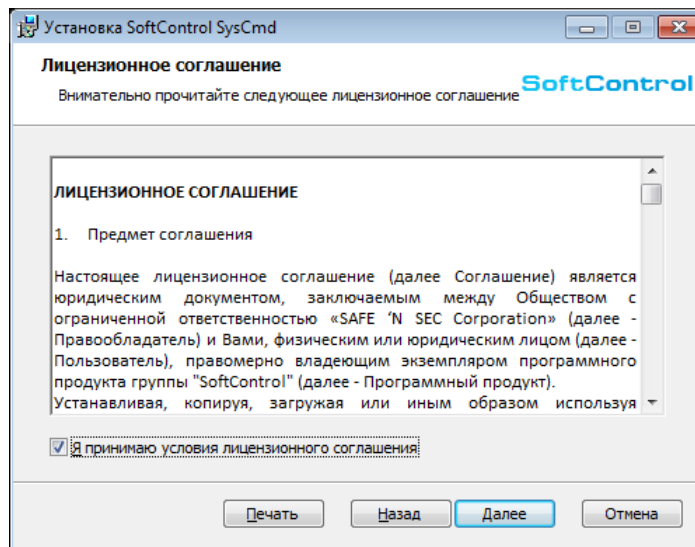 Установка SoftControl SysCmd
Лицензионное соглашение
Внимательно прочитайте следующее лицензионное соглашение
SoftControl
ЛИЦЕНЗИОННОЕ СОГЛАШЕНИЕ
1. Предмет соглашения
Настоящее лицензионное соглашение (далее Соглашение) является
юридическим документом, заключаемым между Обществом с
ограниченной ответственностью «SAFE 'N SEC Corporation» (далее -
Правообладатель) и Вами, физическим или юридическим лицом (далее -
Пользователь), правомерно владеющим экземпляром программного
продукта группы "SoftControl" (далее - Программный продукт).
Устанавливая, копируя, загружая или иным образом используя
Я принимаю условия лицензионного соглашения
Печать
Назад
Далее
Отмена